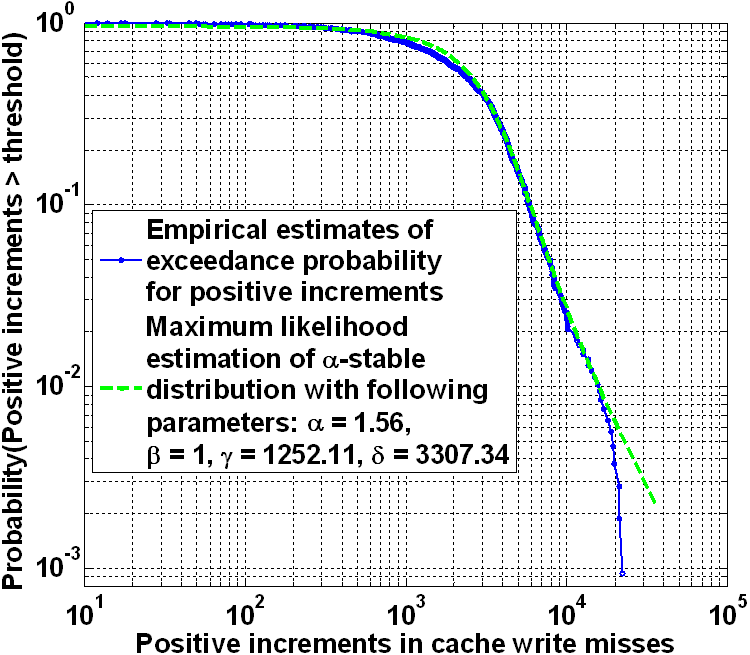 10^0
10^-1
10^-2
10^-3
Probability(Positive increments > threshold)
Empirical estimates of
exceedance probability
for positive increments
Maximum likelihood
estimation of α-stable
distribution with following
parameters: α = 1.56,
β = 1, γ = 1252.11, δ = 3307.34
10^1 10^2 10^3 10^4 10^5
Positive increments in cache write misses